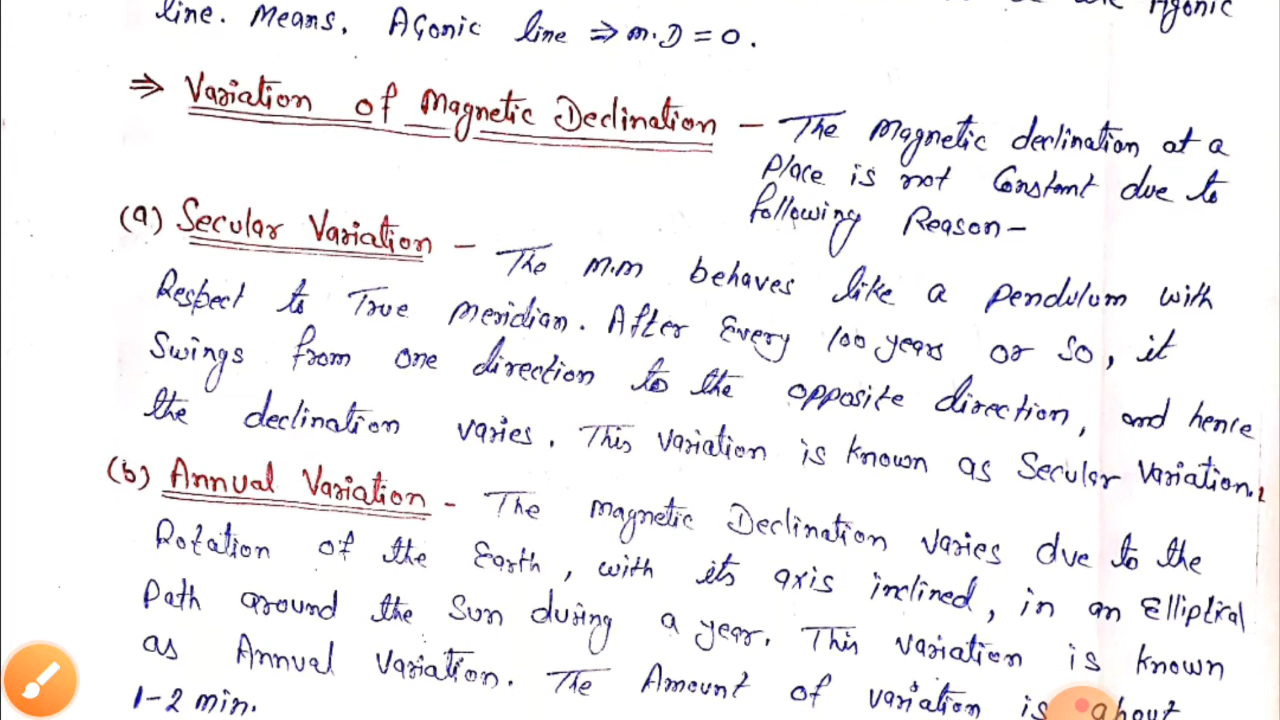 Agonic
line. Means, Agonic line ⇒ M.D = 0.
⇒ Variation of Magnetic Declination - The Magnetic declination at a
Place is not Constant due to
following Reason -
(a) Secular Variation - The M.M behaves like a pendulum with
Respect to True Meridian. After Every 100 years or so, it
Swings from one direction to the opposite direction, and hence
the declination varies. This variation is known as Secular Variation.
(b) Annual Variation - The magnetic Declination varies due to the
Rotation of the Earth, with its axis inclined, in an Elliptical
Path around the Sun during a year. This variation is known
as Annual Variation. The Amount of variation is about
1-2 min.